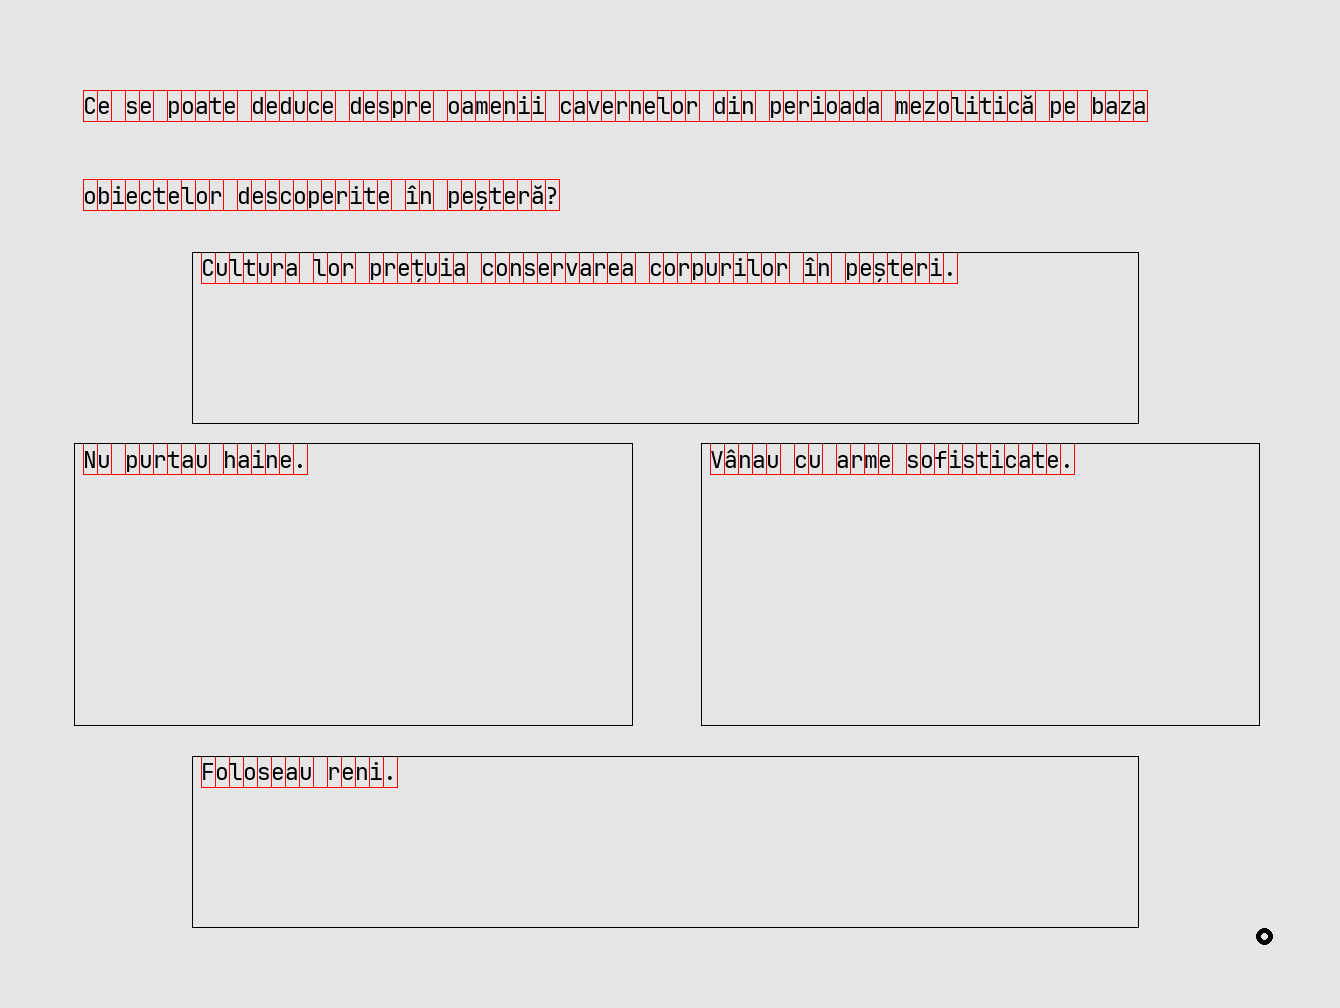 Ce se poate deduce despre oamenii cavernelor din perioada mezolitică pe baza
obiectelor descoperite în peșteră?
Cultura lor prețuia conservarea corpurilor în peșteri.
Nu purtau haine.
Vânau cu arme sofisticate.
Foloseau reni.